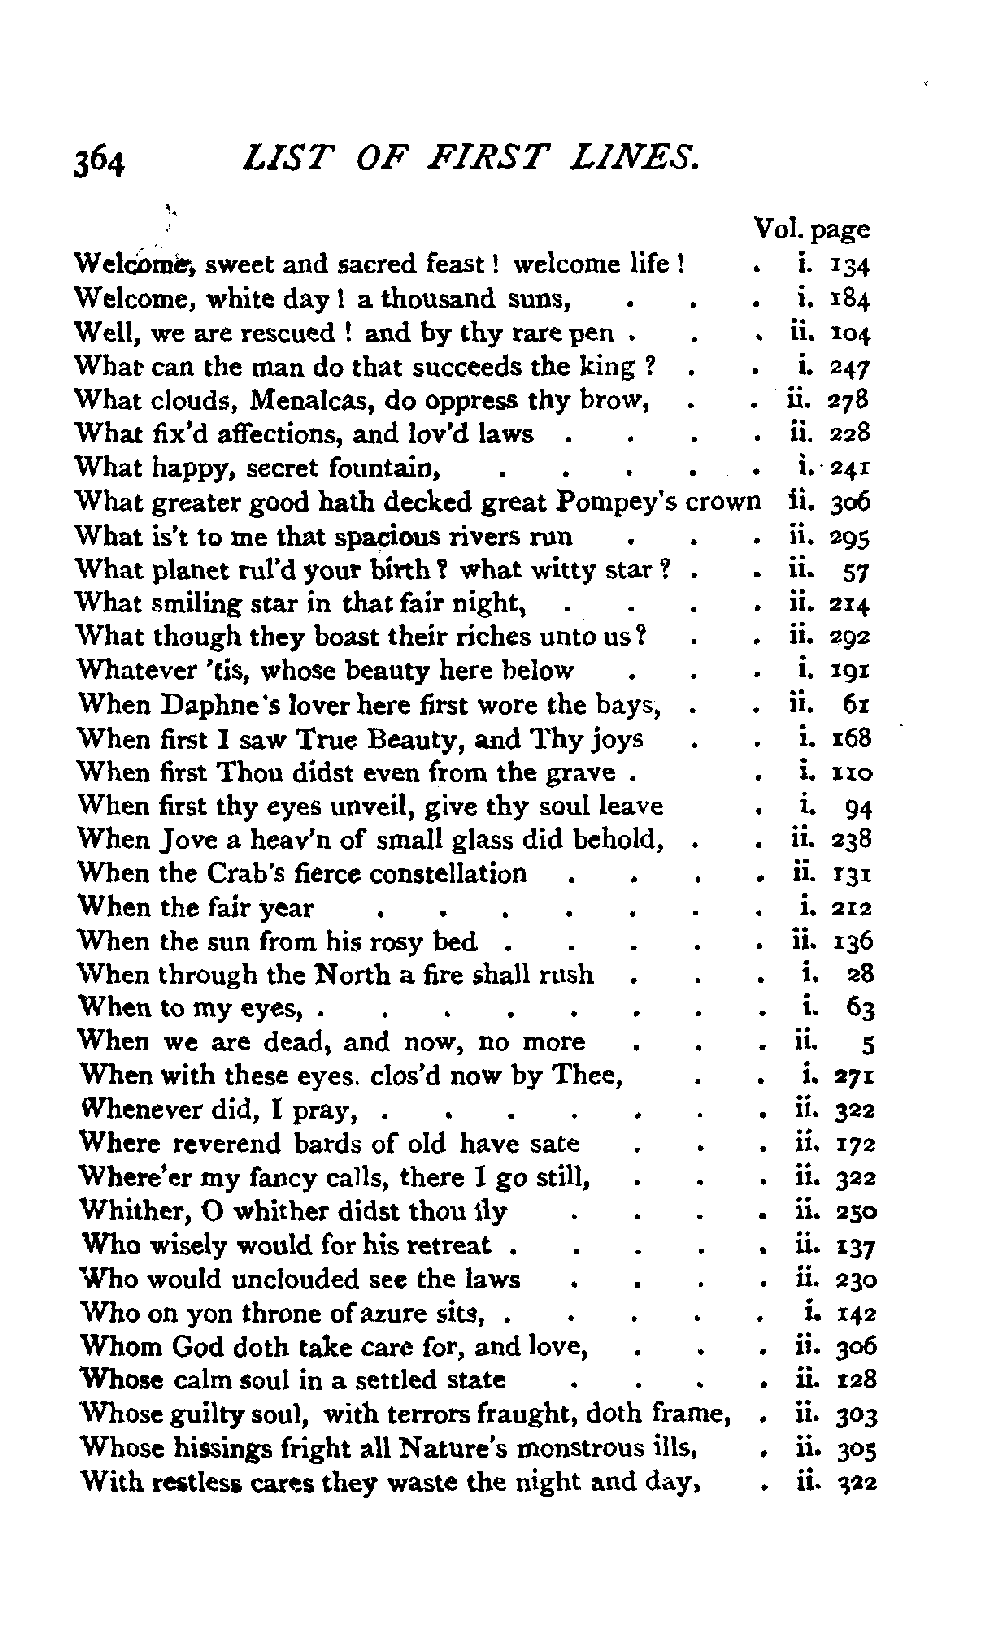 364 LIST OF FIRST LINES.
Vol. page
Welcome, sweet and sacred feast! welcome life! . i. 134
Welcome, white day! a thousand suns, . . . i. 184
Well, we are rescued! and by thy rare pen . . . ii. 104
What can the man do that succeeds the king? . . i. 247
What clouds, Menalcas, do oppress thy brow, . . ii. 278
What fix'd affections, and lov'd laws . . . . ii. 228
What happy, secret fountain, . . . . . i. 241
What greater good hath decked great Pompey's crown ii. 306
What is't to me that spacious rivers run . . . ii. 295
What planet rul'd your birth? what witty star? . . ii. 57
What smiling star in that fair night, . . . . ii. 214
What though they boast their riches unto us? . . ii. 292
Whatever 'tis, whose beauty here below . . . i. 191
When Daphne's lover here first wore the bays, . . ii. 61
When first I saw True Beauty, and Thy joys . . i. 168
When first Thou didst even from the grave . . i. 110
When first thy eyes unveil, give thy soul leave . i. 94
When Jove a heav'n of small glass did behold, . . ii. 238
When the Crab's fierce constellation . . . . ii. 131
When the fair year . . . . . . . i. 212
When the sun from his rosy bed . . . . . ii. 136
When through the North a fire shall rush . . . i. 28
When to my eyes, . . . . . . . . i. 63
When we are dead, and now, no more . . . ii. 5
When with these eyes. clos'd now by Thee, . . i. 271
Whenever did, I pray, . . . . . . . ii. 322
Where reverend bards of old have sate . . . ii. 172
Where'er my fancy calls, there I go still, . . . ii. 322
Whither, O whither didst thou fly . . . . ii. 250
Who wisely would for his retreat . . . . . ii. 137
Who would unclouded see the laws . . . . ii. 230
Who on yon throne of azure sits, . . . . . i. 142
Whom God doth take care for, and love, . . . ii. 306
Whose calm soul in a settled state . . . . ii. 128
Whose guilty soul, with terrors fraught, doth frame, . ii. 303
Whose hissings fright all Nature's monstrous ills, . ii. 305
With restless cares they waste the night and day, . ii. 322